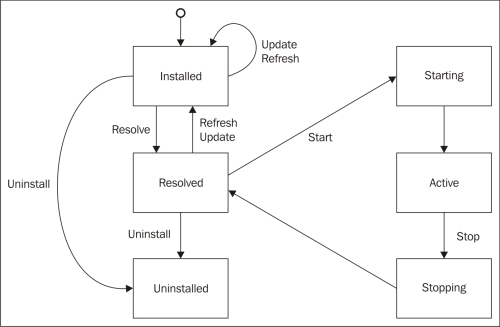 Update
Refresh
Installed
Starting
Resolve
Refresh
Update
Start
Uninstall
Resolved
Active
Uninstall
Stop
Uninstalled
Stopping